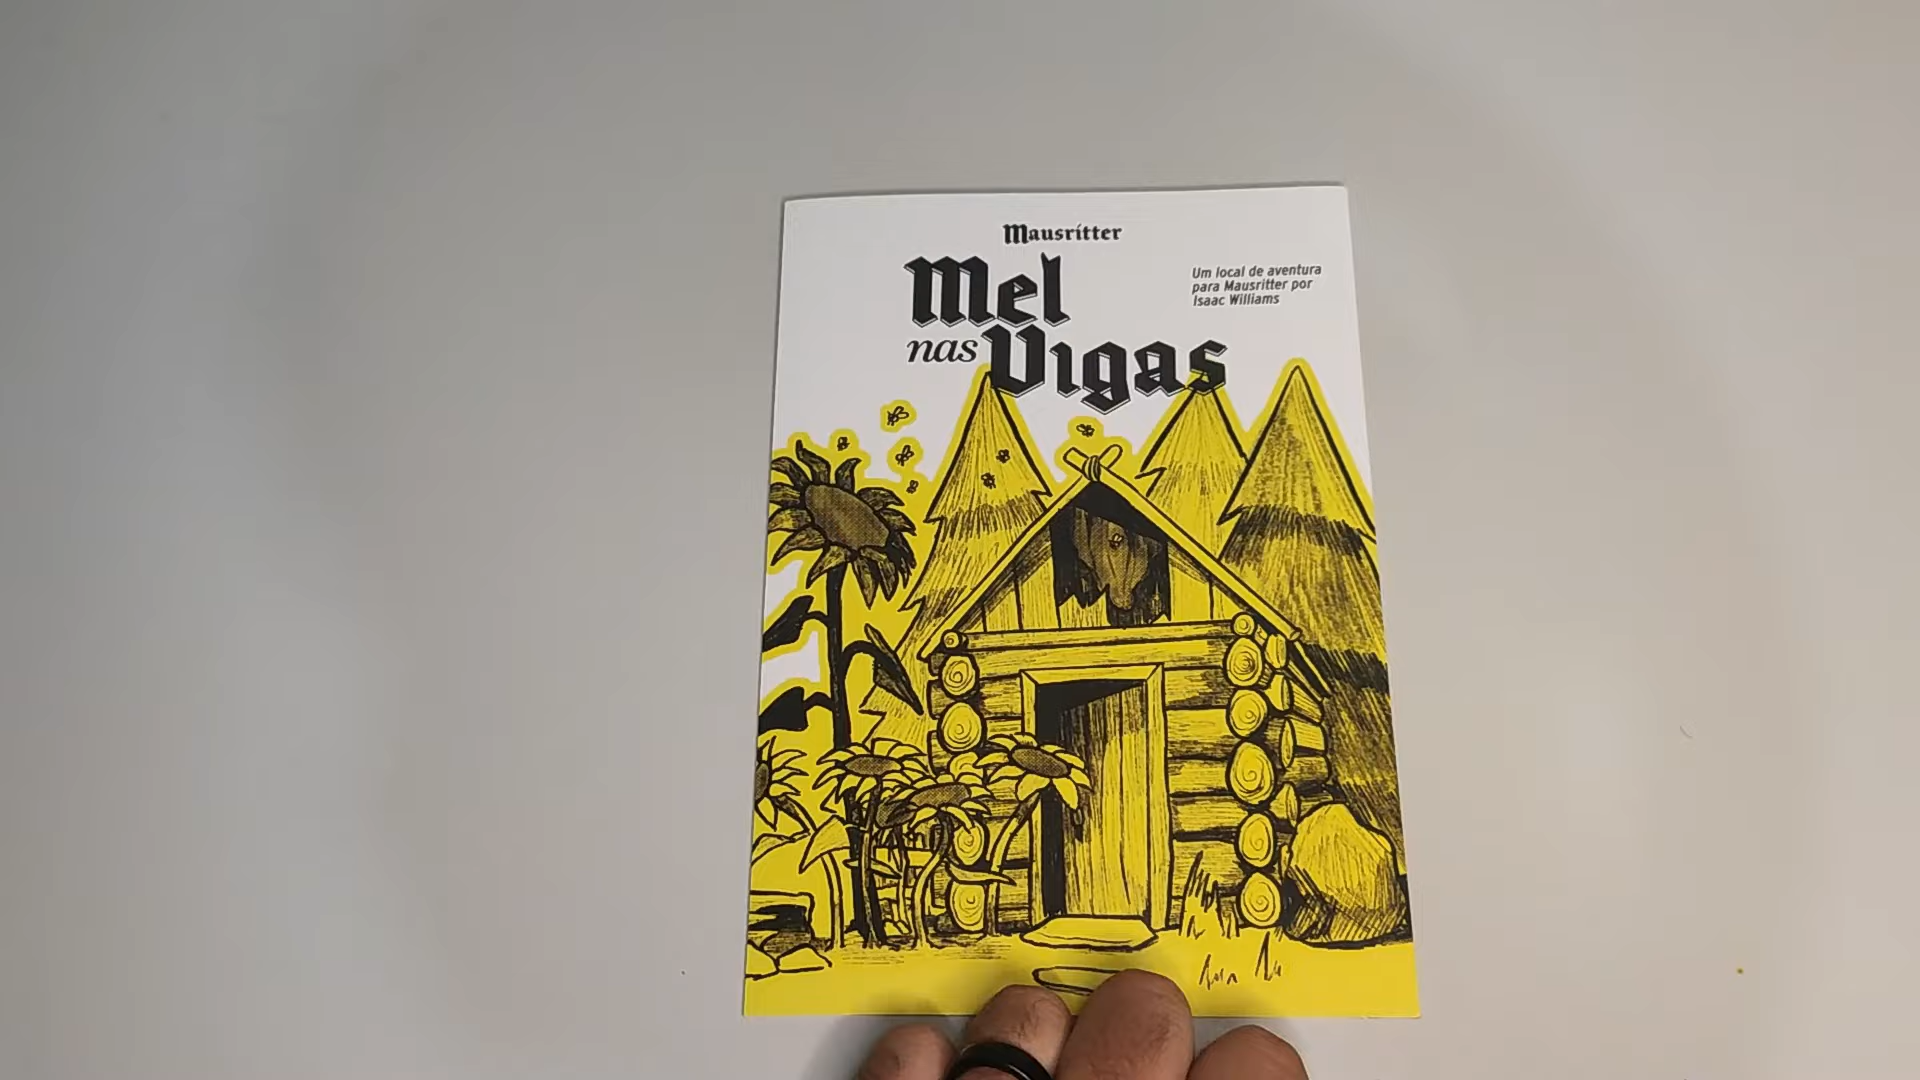 Mausritter
Mel
nas Vigas
Um local de aventura
para Mausritter por
Isaac Williams